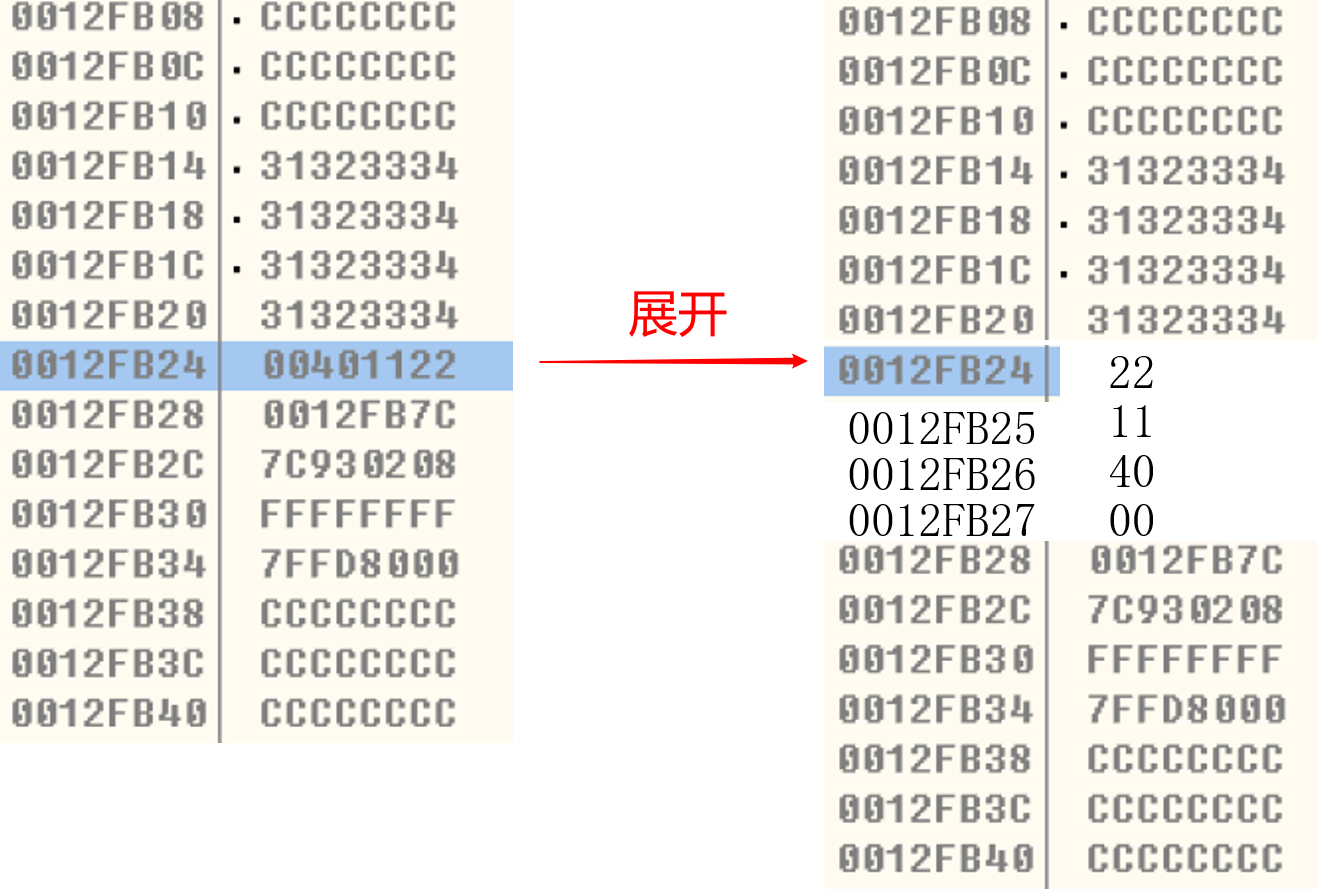 0012FB08 · CCCCCCCC
0012FB0C · CCCCCCCC
0012FB10 · CCCCCCCC
0012FB14 · 31323334
0012FB18 · 31323334
0012FB1C · 31323334
0012FB20 31323334
0012FB24 00401122
0012FB28 0012FB7C
0012FB2C 7C930208
0012FB30 FFFFFFFF
0012FB34 7FFD8000
0012FB38 CCCCCCCC
0012FB3C CCCCCCCC
0012FB40 CCCCCCCC
展开
0012FB08 · CCCCCCCC
0012FB0C · CCCCCCCC
0012FB10 · CCCCCCCC
0012FB14 · 31323334
0012FB18 · 31323334
0012FB1C · 31323334
0012FB20 31323334
0012FB24 22
0012FB25 11
0012FB26 40
0012FB27 00
0012FB28 0012FB7C
0012FB2C 7C930208
0012FB30 FFFFFFFF
0012FB34 7FFD8000
0012FB38 CCCCCCCC
0012FB3C CCCCCCCC
0012FB40 CCCCCCCC